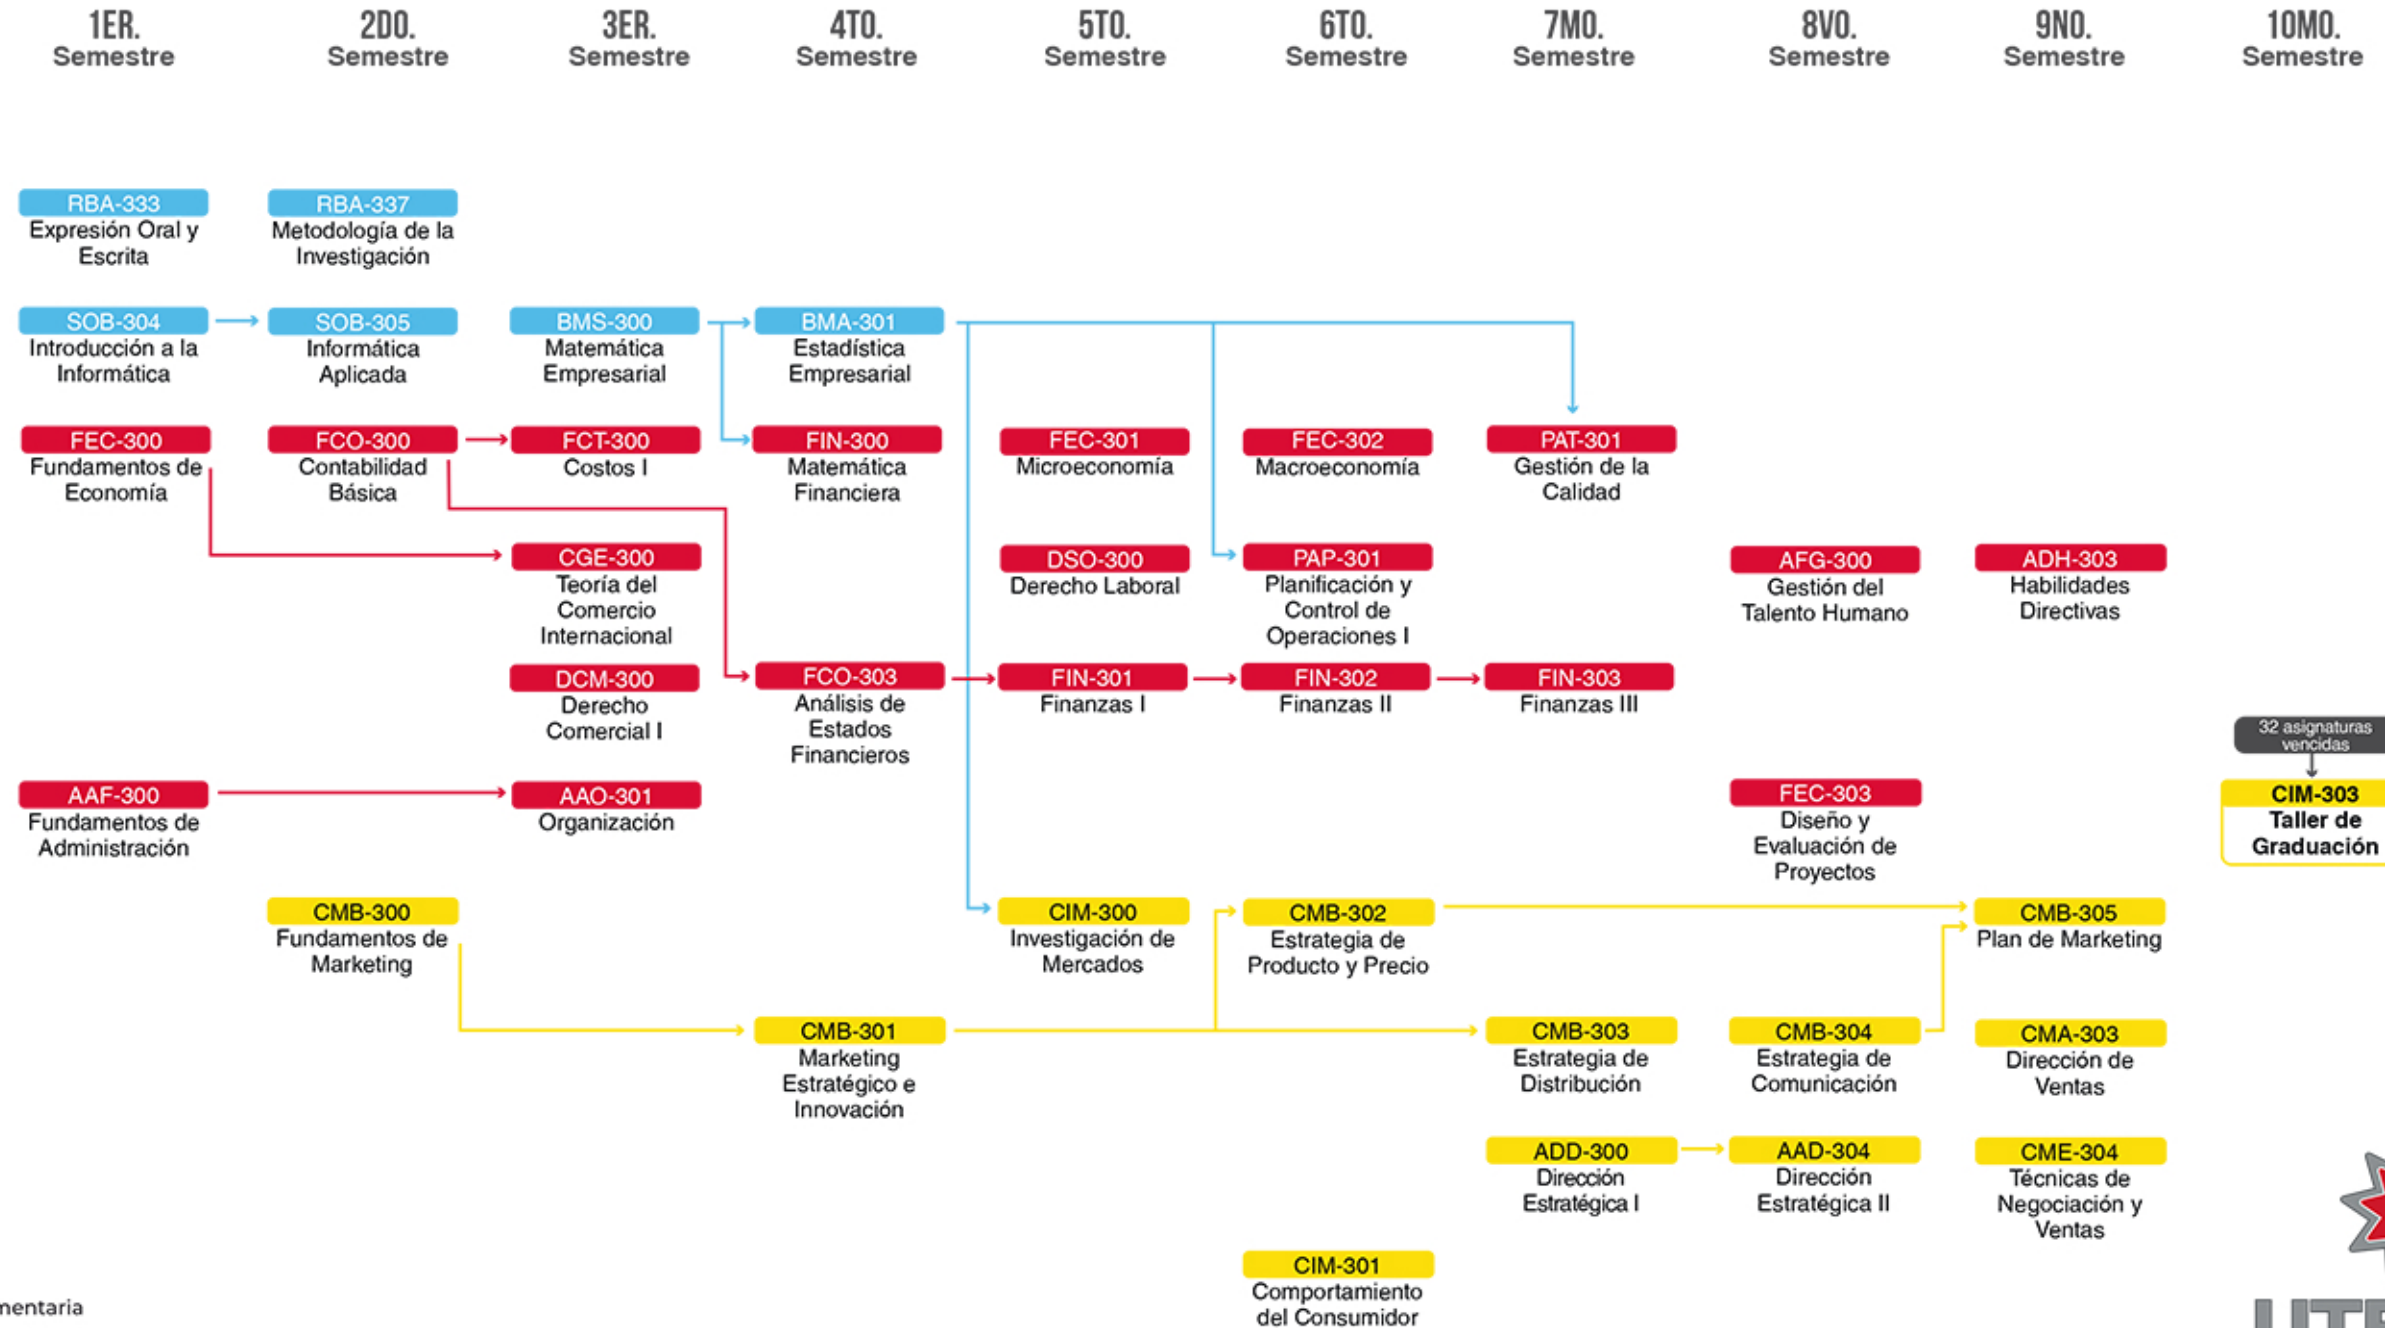 1ER.
Semestre
2DO.
Semestre
3ER.
Semestre
4TO.
Semestre
5TO.
Semestre
6TO.
Semestre
7MO.
Semestre
8VO.
Semestre
9NO.
Semestre
10MO.
Semestre
RBA-333
Expresión Oral y
Escrita
RBA-337
Metodología de la
Investigación
SOB-304
Introducción a la
Informática
SOB-305
Informática
Aplicada
BMS-300
Matemática
Empresarial
BMA-301
Estadística
Empresarial
FEC-300
Fundamentos de
Economía
FCO-300
Contabilidad
Básica
FCT-300
Costos I
FIN-300
Matemática
Financiera
FEC-301
Microeconomía
FEC-302
Macroeconomía
PAT-301
Gestión de la
Calidad
CGE-300
Teoría del
Comercio
Internacional
DSO-300
Derecho Laboral
PAP-301
Planificación y
Control de
Operaciones I
AFG-300
Gestión del
Talento Humano
ADH-303
Habilidades
Directivas
DCM-300
Derecho
Comercial I
FCO-303
Análisis de
Estados
Financieros
FIN-301
Finanzas I
FIN-302
Finanzas II
FIN-303
Finanzas III
32 asignaturas
vencidas
AAF-300
Fundamentos de
Administración
AAO-301
Organización
FEC-303
Diseño y
Evaluación de
Proyectos
CIM-303
Taller de
Graduación
CMB-300
Fundamentos de
Marketing
CIM-300
Investigación de
Mercados
CMB-302
Estrategia de
Producto y Precio
CMB-305
Plan de Marketing
CMB-301
Marketing
Estratégico e
Innovación
CMB-303
Estrategia de
Distribución
CMB-304
Estrategia de
Comunicación
CMA-303
Dirección de
Ventas
ADD-300
Dirección
Estratégica I
AAD-304
Dirección
Estratégica II
CME-304
Técnicas de
Negociación y
Ventas
CIM-301
Comportamiento
del Consumidor
mentaria